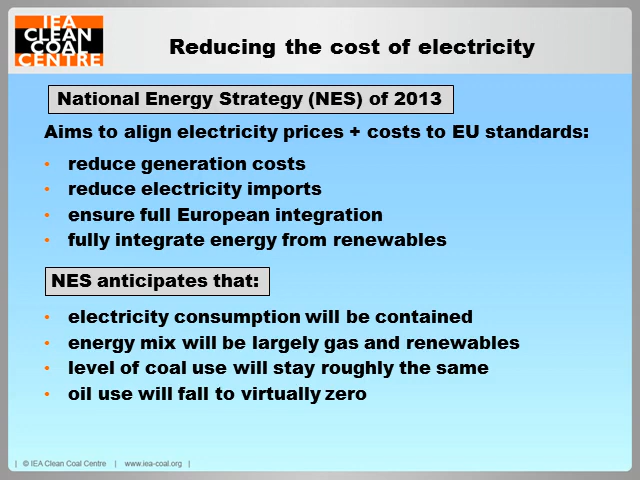 IEA
CLEAN
COAL
CENTRE
Reducing the cost of electricity
National Energy Strategy (NES) of 2013
Aims to align electricity prices + costs to EU standards:
• reduce generation costs
• reduce electricity imports
• ensure full European integration
• fully integrate energy from renewables
NES anticipates that:
• electricity consumption will be contained
• energy mix will be largely gas and renewables
• level of coal use will stay roughly the same
• oil use will fall to virtually zero
| © IEA Clean Coal Centre | www.iea-coal.org |